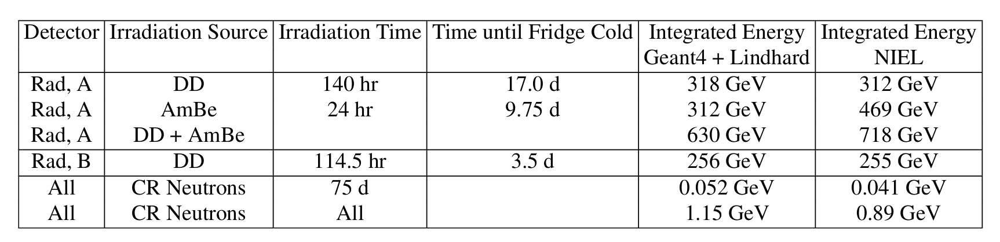 Detector Irradiation Source Irradiation Time Time until Fridge Cold Integrated Energy Integrated Energy
Geant4 + Lindhard NIEL
Rad, A DD 140 hr 17.0 d 318 GeV 312 GeV
Rad, A AmBe 24 hr 9.75 d 312 GeV 469 GeV
Rad, A DD + AmBe 630 GeV 718 GeV
Rad, B DD 114.5 hr 3.5 d 256 GeV 255 GeV
All CR Neutrons 75 d 0.052 GeV 0.041 GeV
All CR Neutrons All 1.15 GeV 0.89 GeV